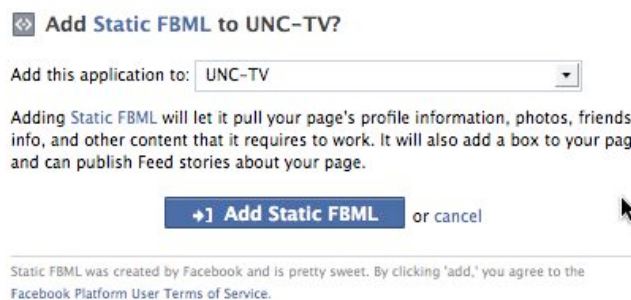 Add Static FBML to UNC-TV?
Add this application to: UNC-TV
Adding Static FBML will let it pull your page's profile information, photos, friends
info, and other content that it requires to work. It will also add a box to your pag
and can publish Feed stories about your page.
Add Static FBML or cancel
Static FBML was created by Facebook and is pretty sweet. By clicking 'add,' you agree to the
Facebook Platform User Terms of Service.